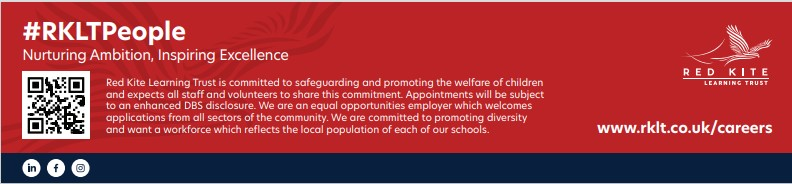 #RKLTPeople
Nurturing Ambition, Inspiring Excellence
Red Kite Learning Trust is committed to safeguarding and promoting the welfare of children
and expects all staff and volunteers to share this commitment. Appointments will be subject
to an enhanced DBS disclosure. We are an equal opportunities employer which welcomes
applications from all sectors of the community. We are committed to promoting diversity
and want a workforce which reflects the local population of each of our schools.
RED KITE
LEARNING TRUST
www.rklt.co.uk/careers
in f